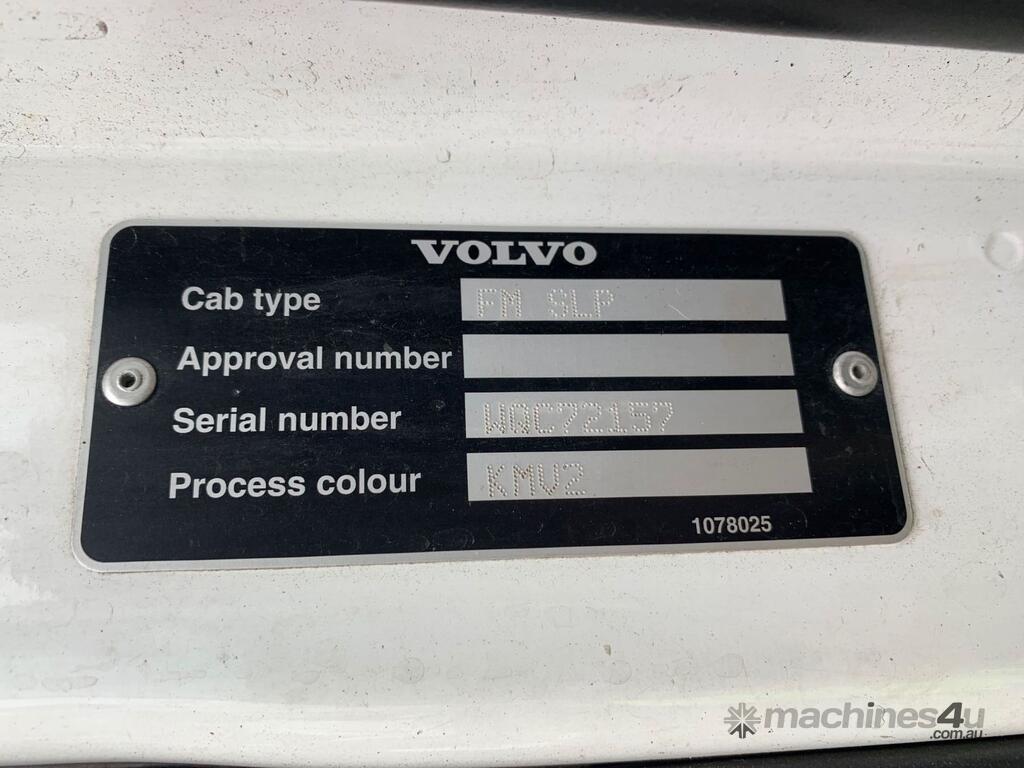 VOLVO
Cab type FM SLP
Approval number
Serial number WQC72157
Process colour KMV2
1078025
machines4u
.com.au